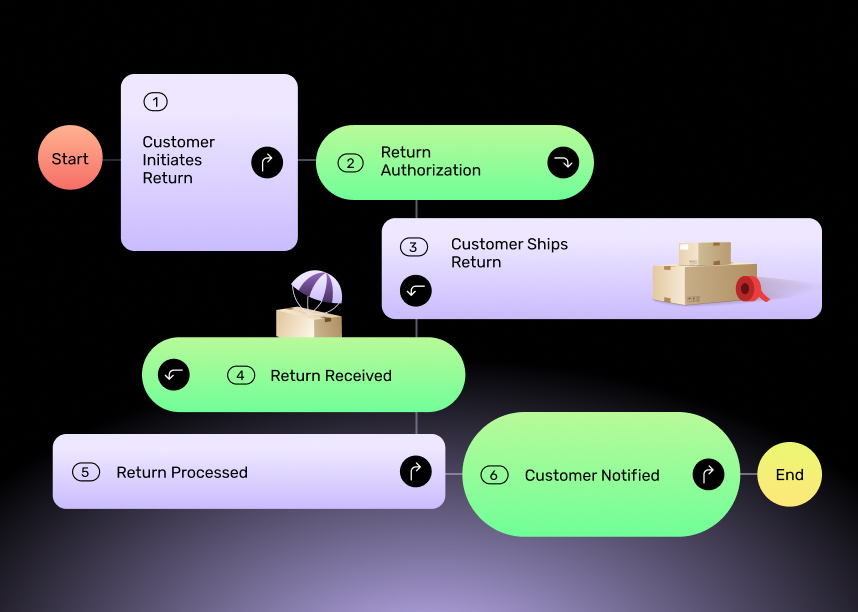 Start
1
Customer
Initiates
Return
2
Return
Authorization
3
Customer Ships
Return
4
Return Received
5
Return Processed
6
Customer Notified
End